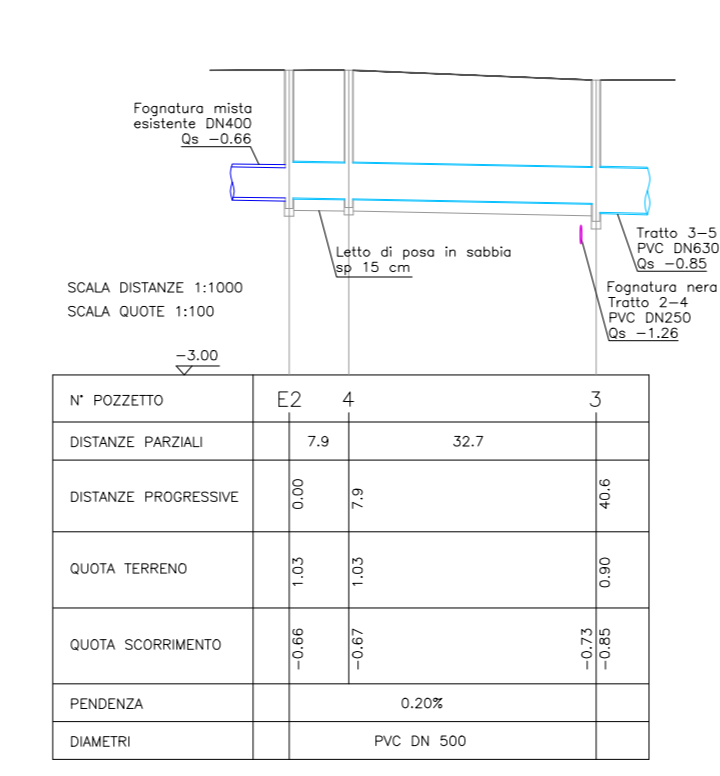 Fognatura mista
esistente DN400
Qs −0.66
Letto di posa in sabbia
sp 15 cm
Tratto 3−5
PVC DN630
Qs −0.85
Fognatura nera
Tratto 2−4
PVC DN250
Qs −1.26
SCALA DISTANZE 1:1000
SCALA QUOTE 1:100
−3.00
N° POZZETTO E2 4 3
DISTANZE PARZIALI 7.9 32.7
DISTANZE PROGRESSIVE 0.00 7.9 40.6
QUOTA TERRENO 1.03 1.03 0.90
QUOTA SCORRIMENTO −0.66 −0.67 −0.73 −0.85
PENDENZA 0.20%
DIAMETRI PVC DN 500